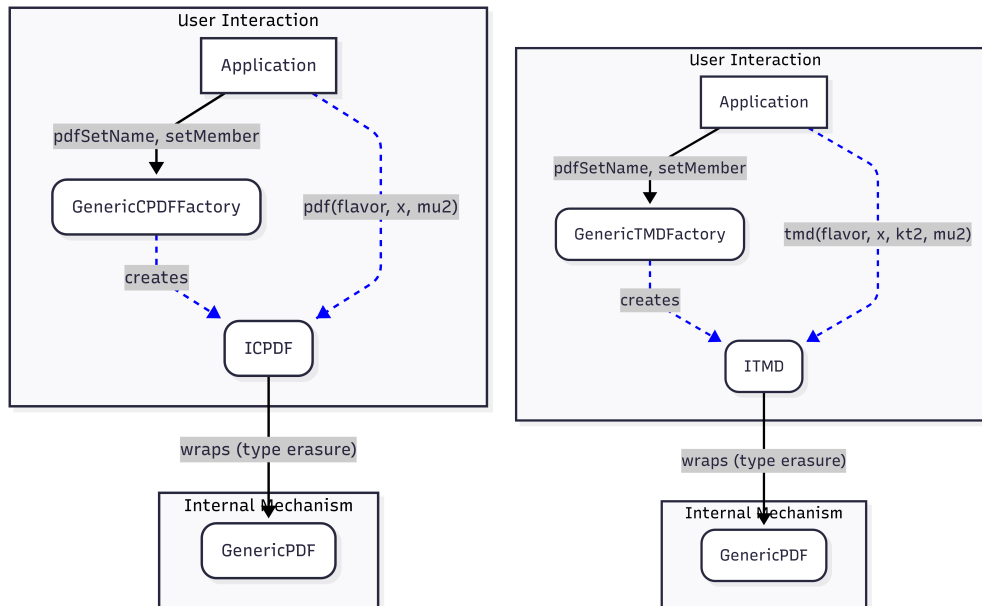 User Interaction
Application
pdfSetName, setMember
GenericCPDFFactory
pdf(flavor, x, mu2)
creates
ICPDF
wraps (type erasure)
Internal Mechanism
GenericPDF
User Interaction
Application
pdfSetName, setMember
GenericTMDFactory
tmd(flavor, x, kt2, mu2)
creates
ITMD
wraps (type erasure)
Internal Mechanism
GenericPDF